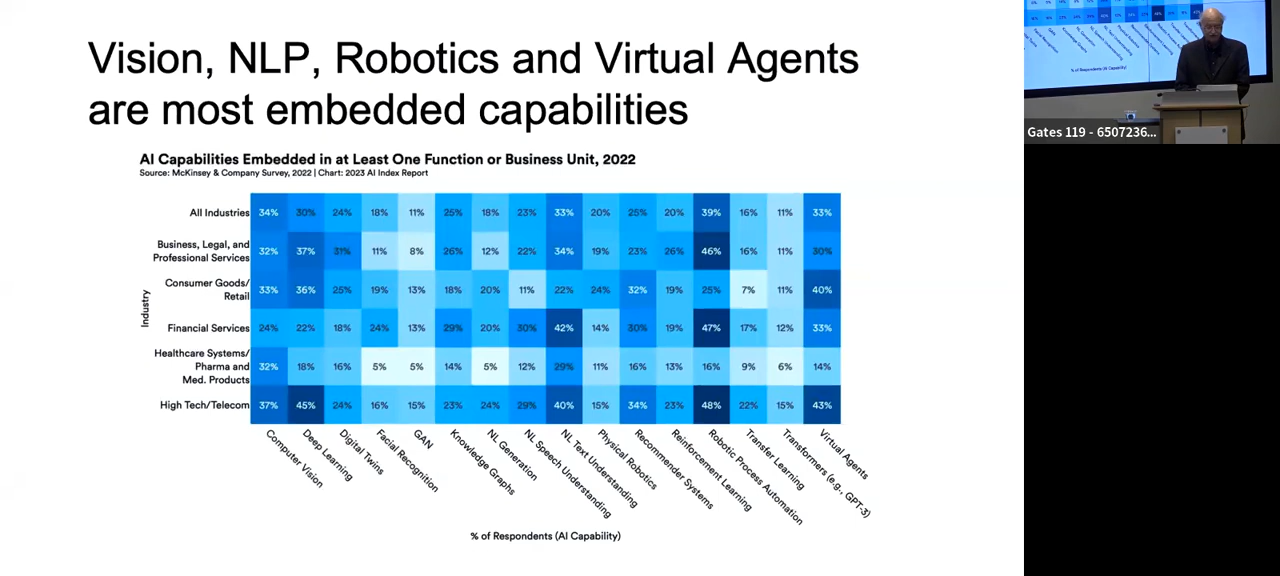 Vision, NLP, Robotics and Virtual Agents
are most embedded capabilities
AI Capabilities Embedded in at Least One Function or Business Unit, 2022
Source: McKinsey & Company Survey, 2022 | Chart: 2023 AI Index Report
Industry
All Industries 34% 30% 24% 18% 11% 25% 18% 23% 33% 20% 25% 20% 39% 16% 11% 33%
Business, Legal, and
Professional Services 32% 37% 31% 11% 8% 26% 12% 22% 34% 19% 23% 26% 46% 16% 11% 30%
Consumer Goods/
Retail 33% 36% 25% 19% 13% 18% 20% 11% 22% 24% 32% 19% 25% 7% 11% 40%
Financial Services 24% 22% 18% 24% 13% 29% 20% 30% 42% 14% 30% 19% 47% 17% 12% 33%
Healthcare Systems/
Pharma and
Med. Products 32% 18% 16% 5% 5% 14% 5% 12% 29% 11% 16% 13% 16% 9% 6% 14%
High Tech/Telecom 37% 45% 24% 16% 15% 23% 24% 29% 40% 15% 34% 23% 48% 22% 15% 43%
Computer Vision
Deep Learning
Digital Twins
Facial Recognition
GAN
Knowledge Graphs
NL Generation
NL Speech Understanding
NL Text Understanding
Physical Robotics
Recommender Systems
Reinforcement Learning
Robotic Process Automation
Transfer Learning
Transformers (e.g., GPT-3)
Virtual Agents
% of Respondents (AI Capability)
% of Respondents (AI Capability)
Gates 119 - 6507236...